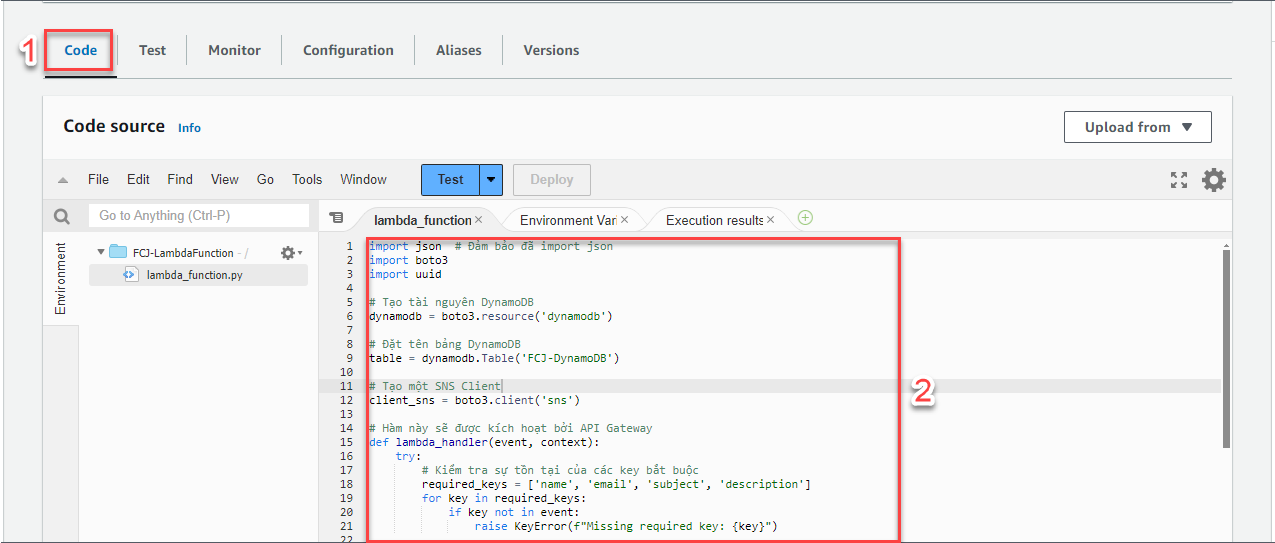 1
Code Test Monitor Configuration Aliases Versions
Code source Info
Upload from
File Edit Find View Go Tools Window Test Deploy
Go to Anything (Ctrl-P)
lambda_function Environment Vari Execution results
Environment
FCJ-LambdaFunction - /
lambda_function.py
1 import json  # Đảm bảo đã import json
2 import boto3
3 import uuid
4
5 # Tạo tài nguyên DynamoDB
6 dynamodb = boto3.resource('dynamodb')
7
8 # Đặt tên bảng DynamoDB
9 table = dynamodb.Table('FCJ-DynamoDB')
10
11 # Tạo một SNS Client
12 client_sns = boto3.client('sns')
13
14 # Hàm này sẽ được kích hoạt bởi API Gateway
15 def lambda_handler(event, context):
16     try:
17         # Kiểm tra sự tồn tại của các key bắt buộc
18         required_keys = ['name', 'email', 'subject', 'description']
19         for key in required_keys:
20             if key not in event:
21                 raise KeyError(f"Missing required key: {key}")
22
2